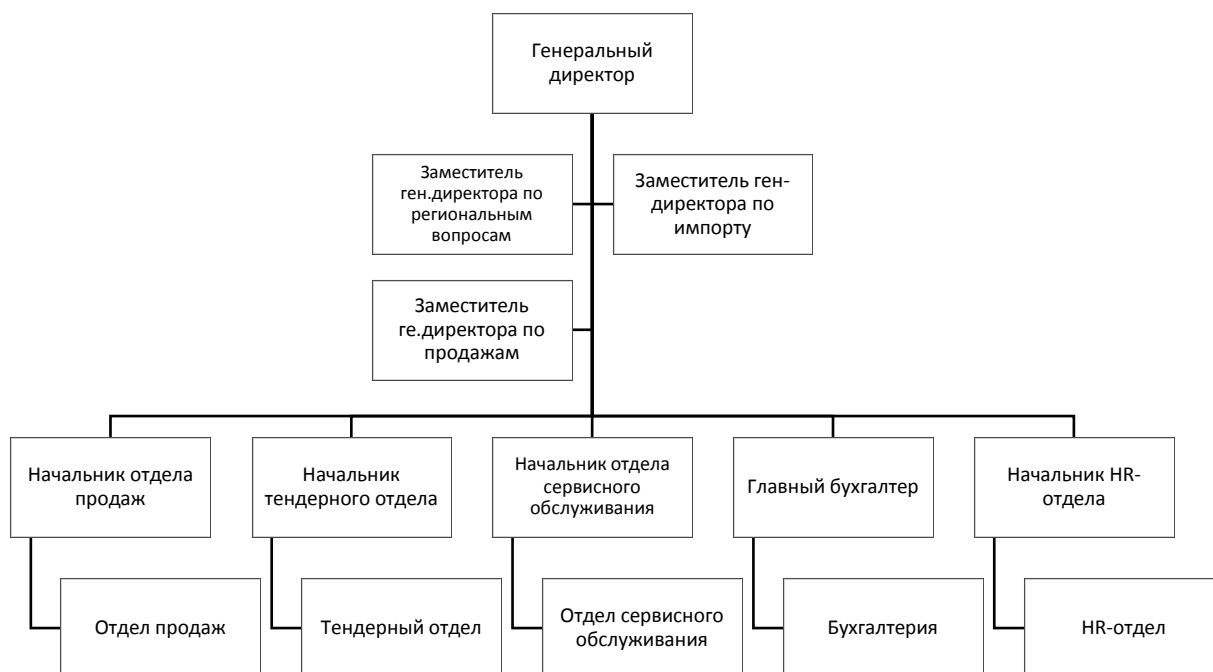 Генеральный
директор
Заместитель
ген.директора по
региональным
вопросам
Заместитель ген-
директора по
импорту
Заместитель
ге.директора по
продажам
Начальник отдела
продаж
Начальник
тендерного отдела
Начальник отдела
сервисного
обслуживания
Главный бухгалтер
Начальник HR-
отдела
Отдел продаж
Тендерный отдел
Отдел сервисного
обслуживания
Бухгалтерия
HR-отдел